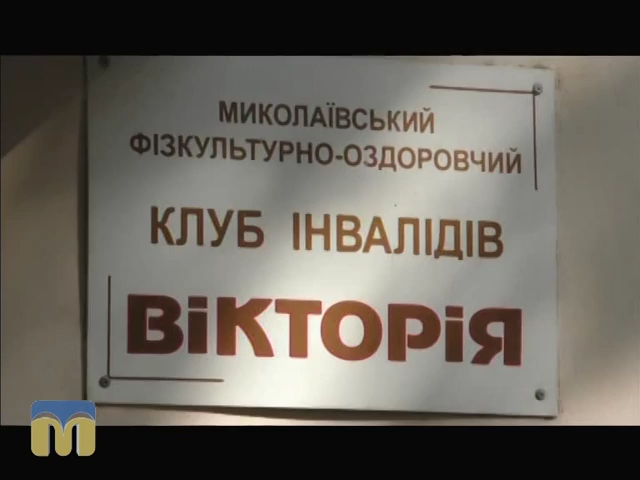 МИКОЛАЇВСЬКИЙ
ФІЗКУЛЬТУРНО-ОЗДОРОВЧИЙ
КЛУБ ІНВАЛІДІВ
ВіКТОРіЯ
М